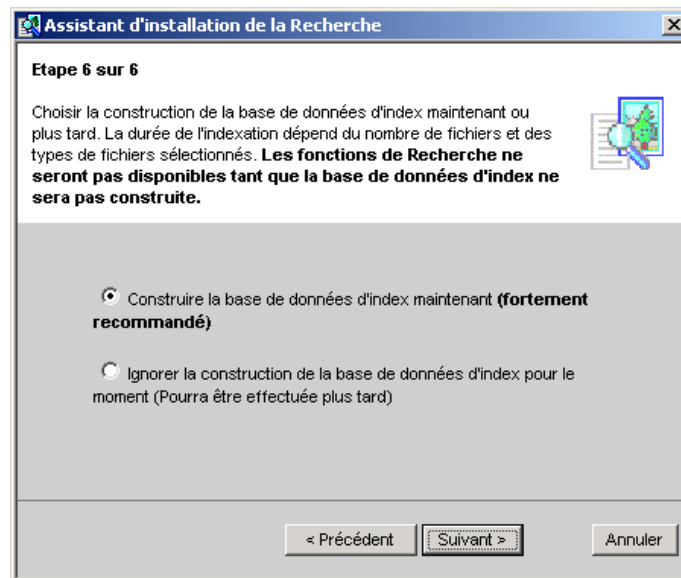 Assistant d'installation de la Recherche
Etape 6 sur 6
Choisir la construction de la base de données d'index maintenant ou
plus tard. La durée de l'indexation dépend du nombre de fichiers et des
types de fichiers sélectionnés. Les fonctions de Recherche ne
seront pas disponibles tant que la base de données d'index ne
sera pas construite.
Construire la base de données d'index maintenant (fortement
recommandé)
Ignorer la construction de la base de données d'index pour le
moment (Pourra être effectuée plus tard)
< Précédent
Suivant >
Annuler